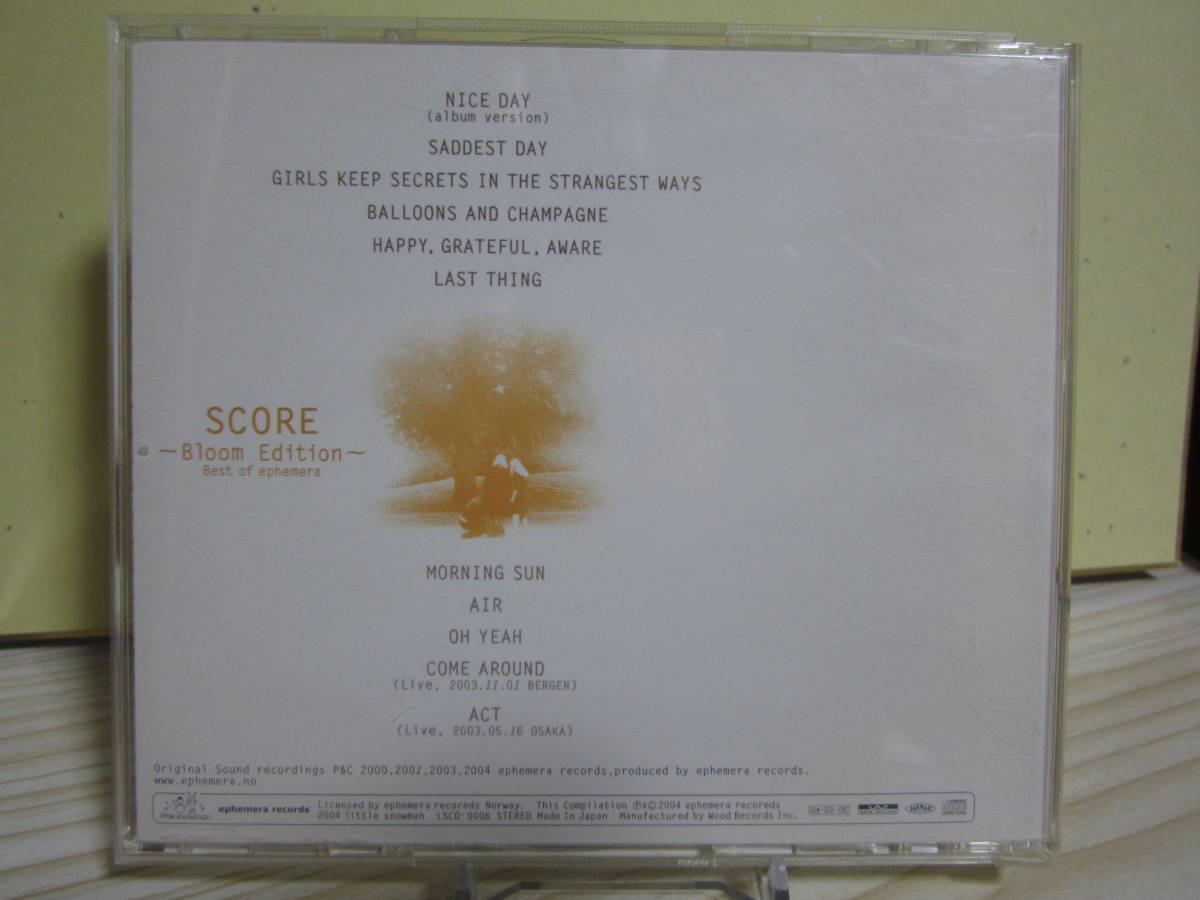 NICE DAY
(album version)
SADDEST DAY
GIRLS KEEP SECRETS IN THE STRANGEST WAYS
BALLOONS AND CHAMPAGNE
HAPPY, GRATEFUL, AWARE
LAST THING
SCORE
~Bloom Edition~
Best of ephemera
MORNING SUN
AIR
OH YEAH
COME AROUND
(Live, 2003.11.01 BERGEN)
ACT
(Live, 2003.05.16 OSAKA)
Original Sound recordings P&C 2000,2001,2003,2004 ephemera records,produced by ephemera records.
www.ephemera.no
little snowman
ephemera records
Licensed by ephemera recoreds Norway. This Compilation ℗&©2004 ephemera recoreds
2004 little snowman LSCD-0006 STEREO Made In Japan Manufactured by Wood Records Inc.